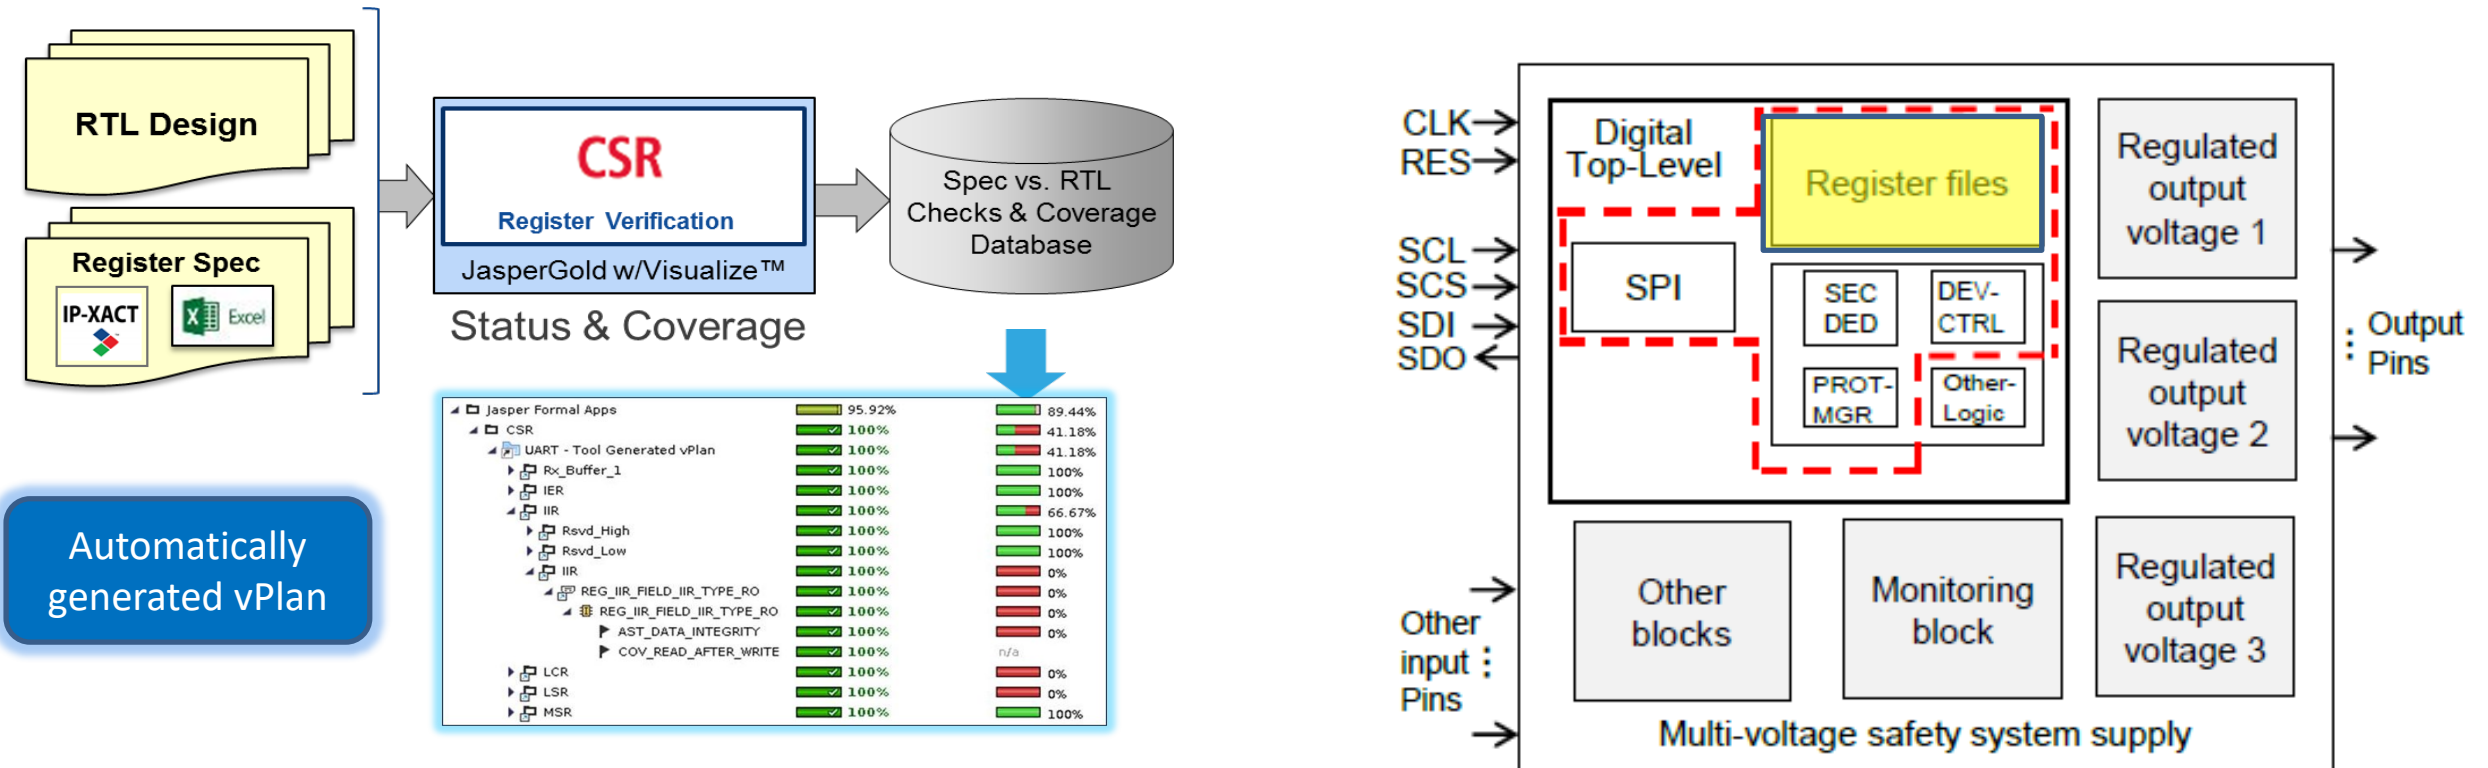 RTL Design
Register Spec
IP-XACT
Excel
CSR
Register Verification
JasperGold w/Visualize™
Spec vs. RTL
Checks & Coverage
Database
Status & Coverage
Automatically
generated vPlan
Jasper Formal Apps 95.92% 89.44%
CSR 100% 41.18%
UART - Tool Generated vPlan 100% 41.18%
Rx_Buffer_1 100% 100%
IER 100% 100%
IIR 100% 66.67%
Rsvd_High 100% 100%
Rsvd_Low 100% 100%
IIR 100% 0%
REG_IIR_FIELD_IIR_TYPE_RO 100% 0%
REG_IIR_FIELD_IIR_TYPE_RO 100% 0%
AST_DATA_INTEGRITY 100% 0%
COV_READ_AFTER_WRITE 100% n/a
LCR 100% 0%
LSR 100% 0%
MSR 100% 100%
CLK
RES
SCL
SCS
SDI
SDO
Other
input
Pins
Digital
Top-Level
Register files
SPI
SEC
DED
DEV-
CTRL
PROT-
MGR
Other-
Logic
Regulated
output
voltage 1
Regulated
output
voltage 2
Regulated
output
voltage 3
Other
blocks
Monitoring
block
Multi-voltage safety system supply
Output
Pins